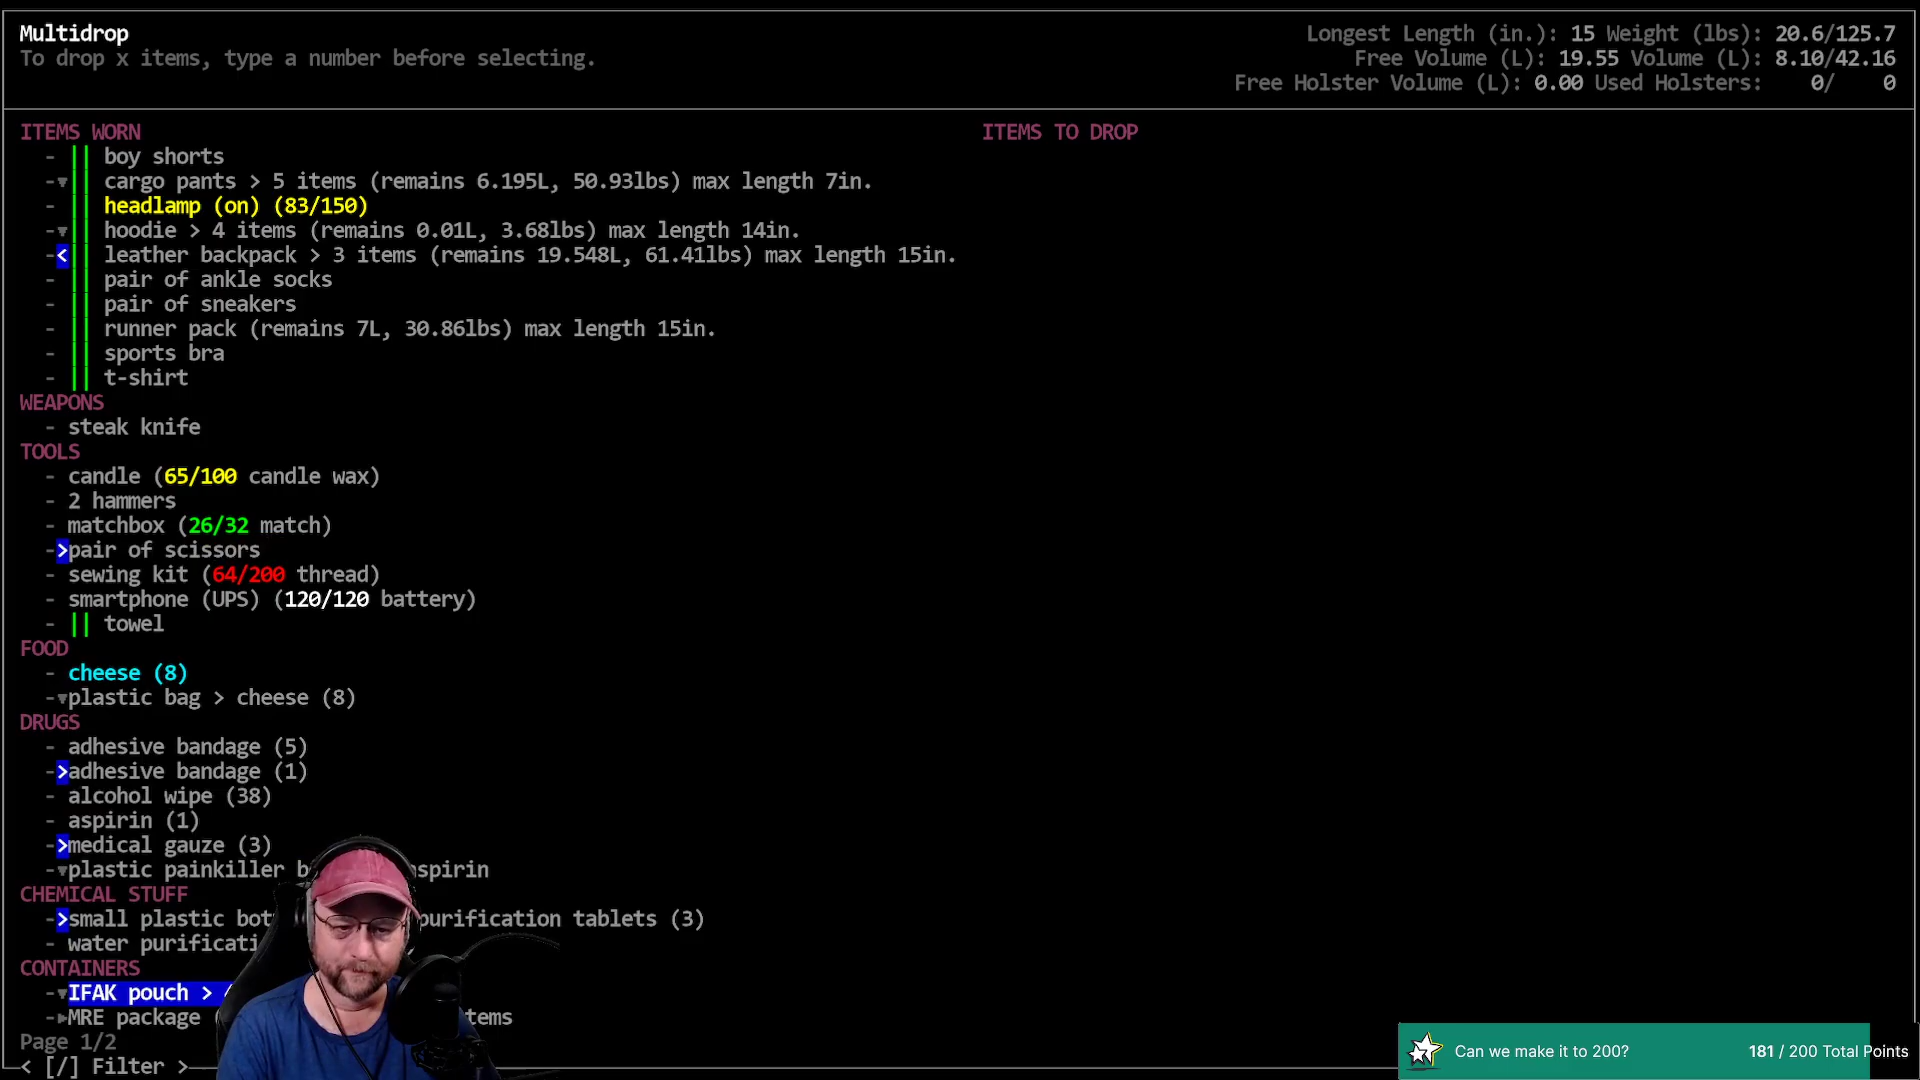 Multidrop
To drop x items, type a number before selecting.
Longest Length (in.): 15 Weight (lbs): 20.6/125.7
Free Volume (L): 19.55 Volume (L): 8.10/42.16
Free Holster Volume (L): 0.00 Used Holsters: 0/ 0
ITEMS WORN
- || boy shorts
-▼|| cargo pants > 5 items (remains 6.195L, 50.93lbs) max length 7in.
- || headlamp (on) (83/150)
-▼|| hoodie > 4 items (remains 0.01L, 3.68lbs) max length 14in.
-<|| leather backpack > 3 items (remains 19.548L, 61.41lbs) max length 15in.
- || pair of ankle socks
- || pair of sneakers
- || runner pack (remains 7L, 30.86lbs) max length 15in.
- || sports bra
- || t-shirt
WEAPONS
- steak knife
TOOLS
- candle (65/100 candle wax)
- 2 hammers
- matchbox (26/32 match)
->pair of scissors
- sewing kit (64/200 thread)
- smartphone (UPS) (120/120 battery)
- || towel
FOOD
- cheese (8)
-▼plastic bag > cheese (8)
DRUGS
- adhesive bandage (5)
->adhesive bandage (1)
- alcohol wipe (38)
- aspirin (1)
->medical gauze (3)
-▼plastic painkiller b spirin
CHEMICAL STUFF
->small plastic bot purification tablets (3)
- water purificati
CONTAINERS
-▼IFAK pouch >
-▶MRE package tems
Page 1/2
< [/] Filter >
ITEMS TO DROP
Can we make it to 200? 181 / 200 Total Points